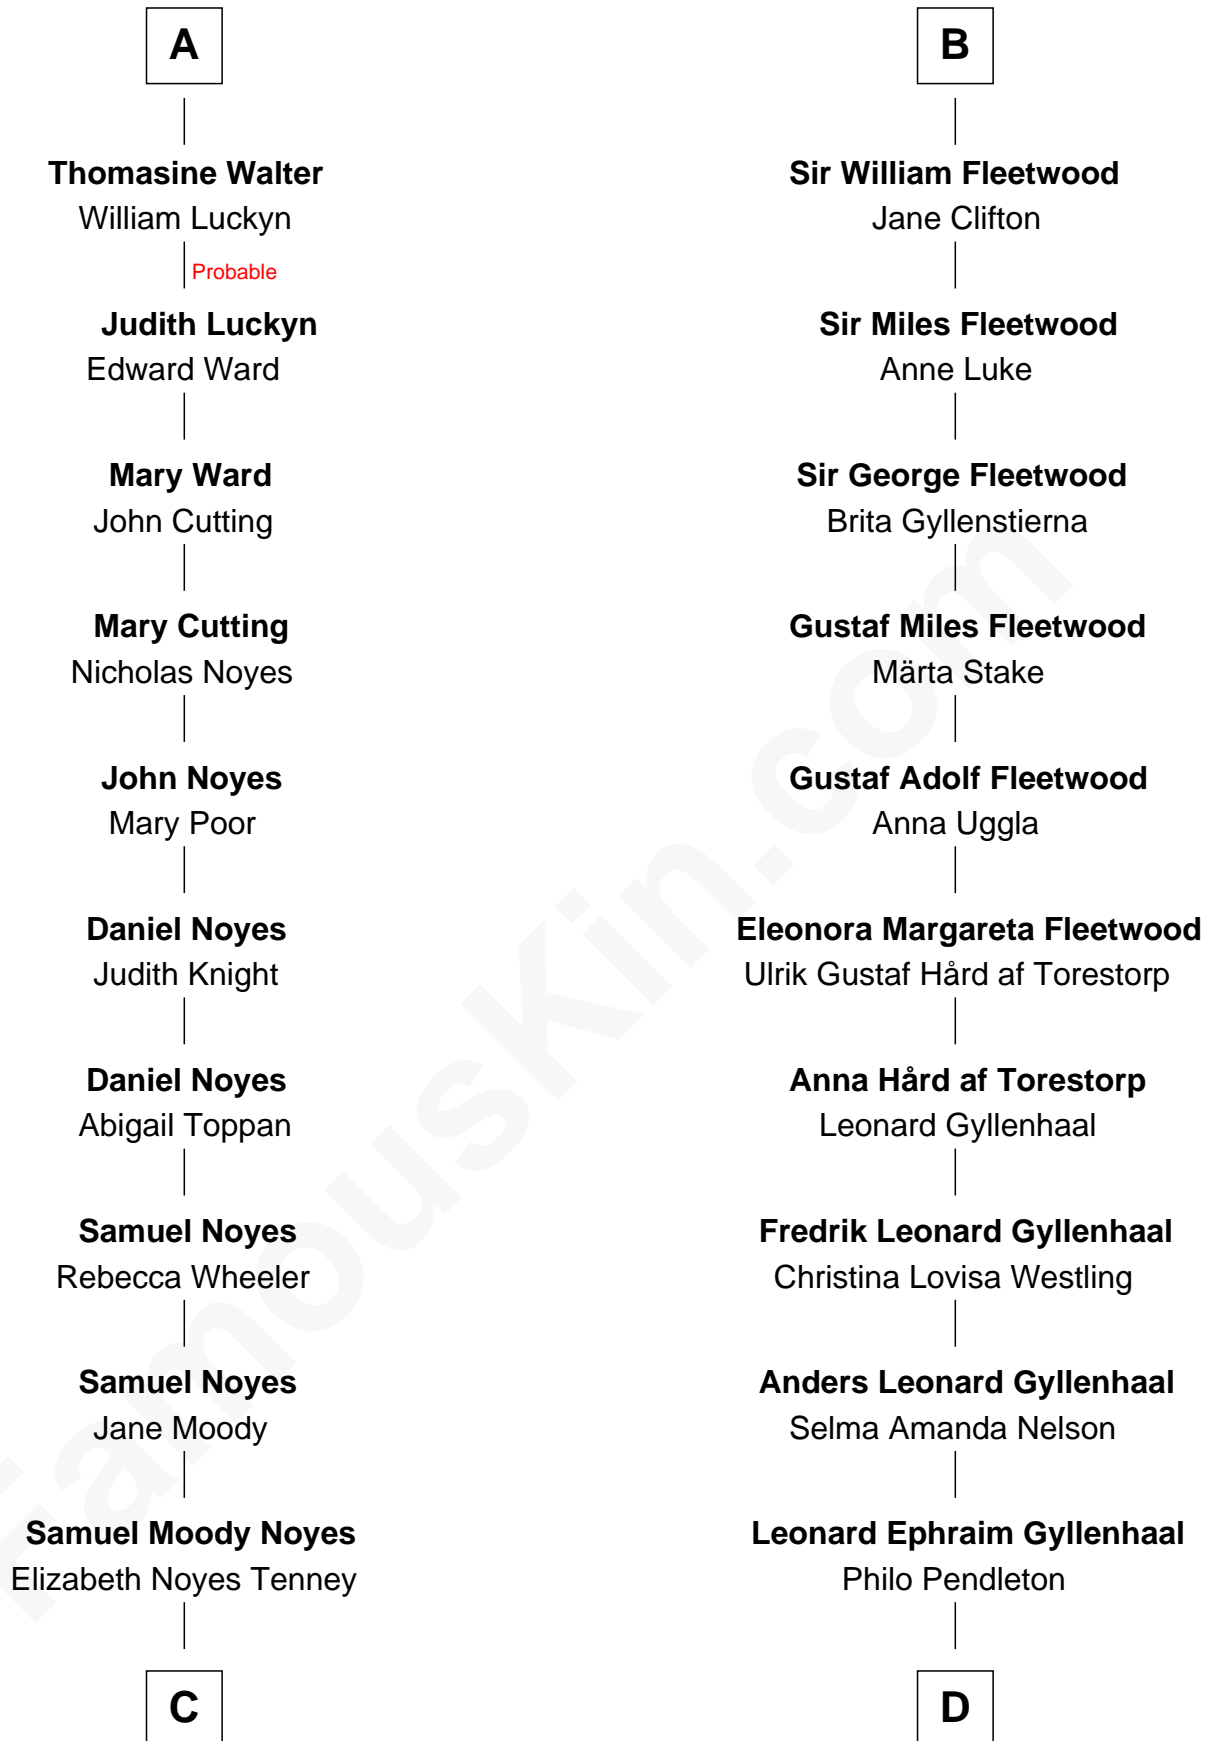 A
Thomasine Walter
William Luckyn
Probable
Judith Luckyn
Edward Ward
Mary Ward
John Cutting
Mary Cutting
Nicholas Noyes
John Noyes
Mary Poor
Daniel Noyes
Judith Knight
Daniel Noyes
Abigail Toppan
Samuel Noyes
Rebecca Wheeler
Samuel Noyes
Jane Moody
Samuel Moody Noyes
Elizabeth Noyes Tenney
C
B
Sir William Fleetwood
Jane Clifton
Sir Miles Fleetwood
Anne Luke
Sir George Fleetwood
Brita Gyllenstierna
Gustaf Miles Fleetwood
Märta Stake
Gustaf Adolf Fleetwood
Anna Uggla
Eleonora Margareta Fleetwood
Ulrik Gustaf Hård af Torestorp
Anna Hård af Torestorp
Leonard Gyllenhaal
Fredrik Leonard Gyllenhaal
Christina Lovisa Westling
Anders Leonard Gyllenhaal
Selma Amanda Nelson
Leonard Ephraim Gyllenhaal
Philo Pendleton
D
FamousKin.com